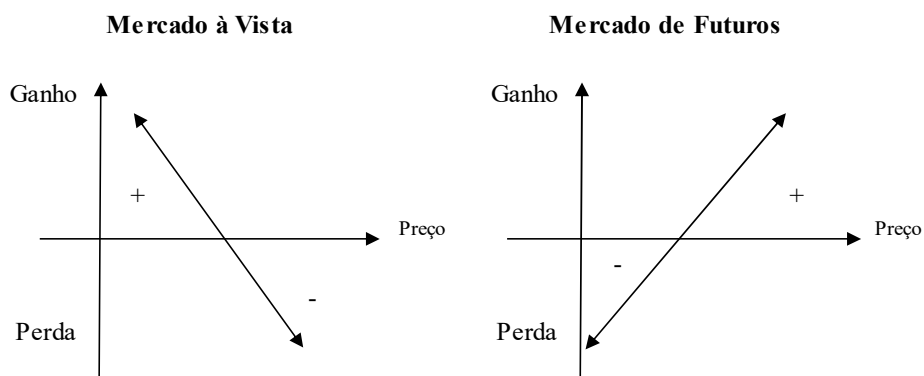 Mercado à Vista
Mercado de Futuros
Ganho
Ganho
+
+
Preço
Preço
-
-
Perda
Perda